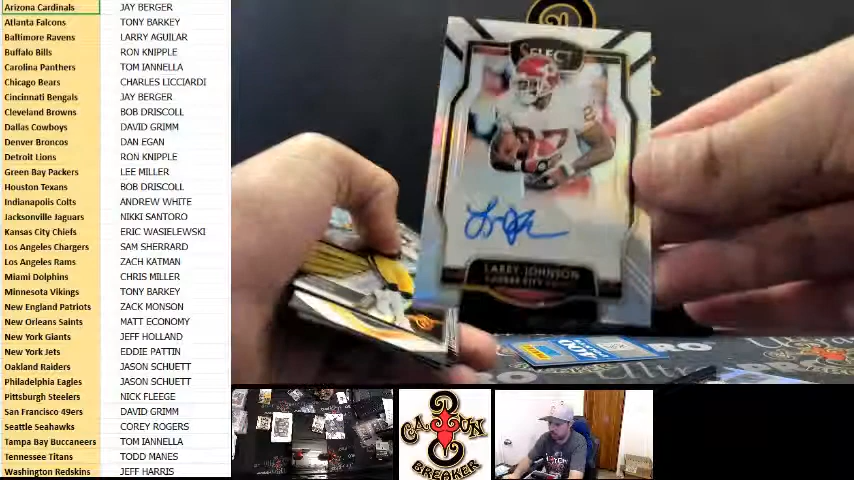 Arizona Cardinals JAY BERGER
Atlanta Falcons TONY BARKEY
Baltimore Ravens LARRY AGUILAR
Buffalo Bills RON KNIPPLE
Carolina Panthers TOM IANNELLA
Chicago Bears CHARLES LICCIARDI
Cincinnati Bengals JAY BERGER
Cleveland Browns BOB DRISCOLL
Dallas Cowboys DAVID GRIMM
Denver Broncos DAN EGAN
Detroit Lions RON KNIPPLE
Green Bay Packers LEE MILLER
Houston Texans BOB DRISCOLL
Indianapolis Colts ANDREW WHITE
Jacksonville Jaguars NIKKI SANTORO
Kansas City Chiefs ERIC WASIELEWSKI
Los Angeles Chargers SAM SHERRARD
Los Angeles Rams ZACH KATMAN
Miami Dolphins CHRIS MILLER
Minnesota Vikings TONY BARKEY
New England Patriots ZACK MONSON
New Orleans Saints MATT ECONOMY
New York Giants JEFF HOLLAND
New York Jets EDDIE PATTIN
Oakland Raiders JASON SCHUETT
Philadelphia Eagles JASON SCHUETT
Pittsburgh Steelers NICK FLEEGE
San Francisco 49ers DAVID GRIMM
Seattle Seahawks COREY ROGERS
Tampa Bay Buccaneers TOM IANNELLA
Tennessee Titans TODD MANES
Washington Redskins JEFF HARRIS
SELECT
27
LARRY JOHNSON
KANSAS CITY
CAJUN
BREAKER